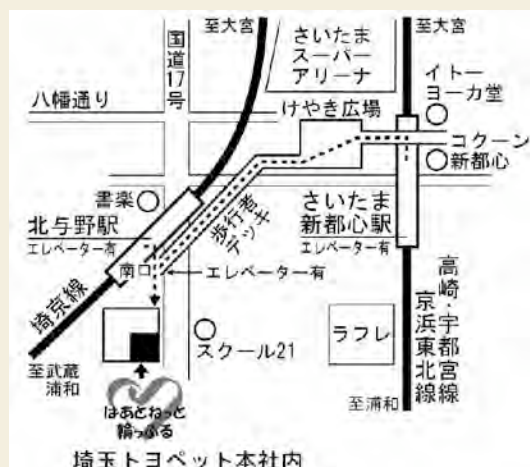 至大宮
至大宮
国道17号
さいたま
スーパー
アリーナ
イトー
ヨーカ堂
八幡通り
けやき広場
コクーン
新都心
書楽
北与野駅
エレベーター有
歩行者
デッキ
さいたま
新都心駅
エレベーター有
南口
エレベーター有
埼京線
高崎・宇都宮線
京浜東北線
スクール21
ラフレ
至武蔵
浦和
至浦和
はあとねっと
輪っふる
埼玉トヨペット本社内